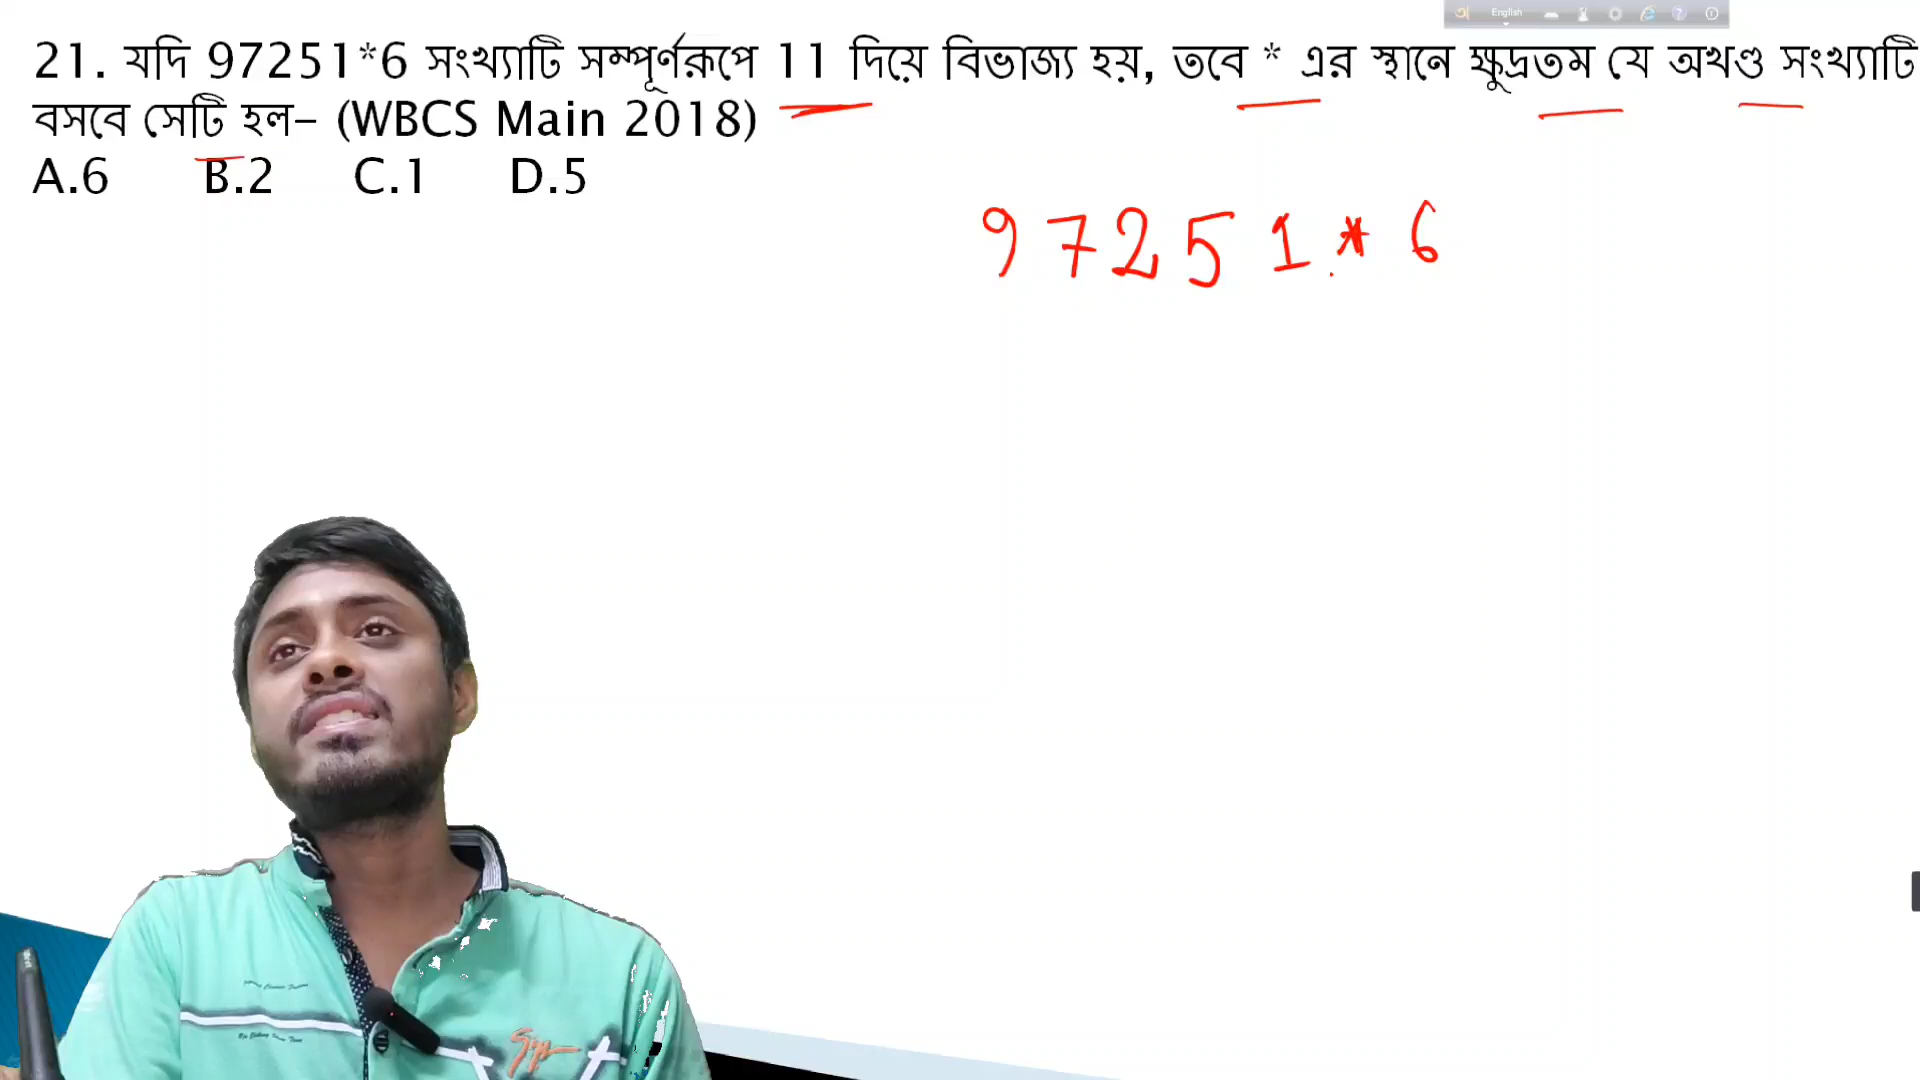 English
21. যদি 97251*6 সংখ্যাটি সম্পূর্ণরূপে 11 দিয়ে বিভাজ্য হয়, তবে * এর স্থানে ক্ষুদ্রতম যে অখণ্ড সংখ্যাটি
বসবে সেটি হল– (WBCS Main 2018)
A.6 B.2 C.1 D.5
9 7 2 5 1 * 6